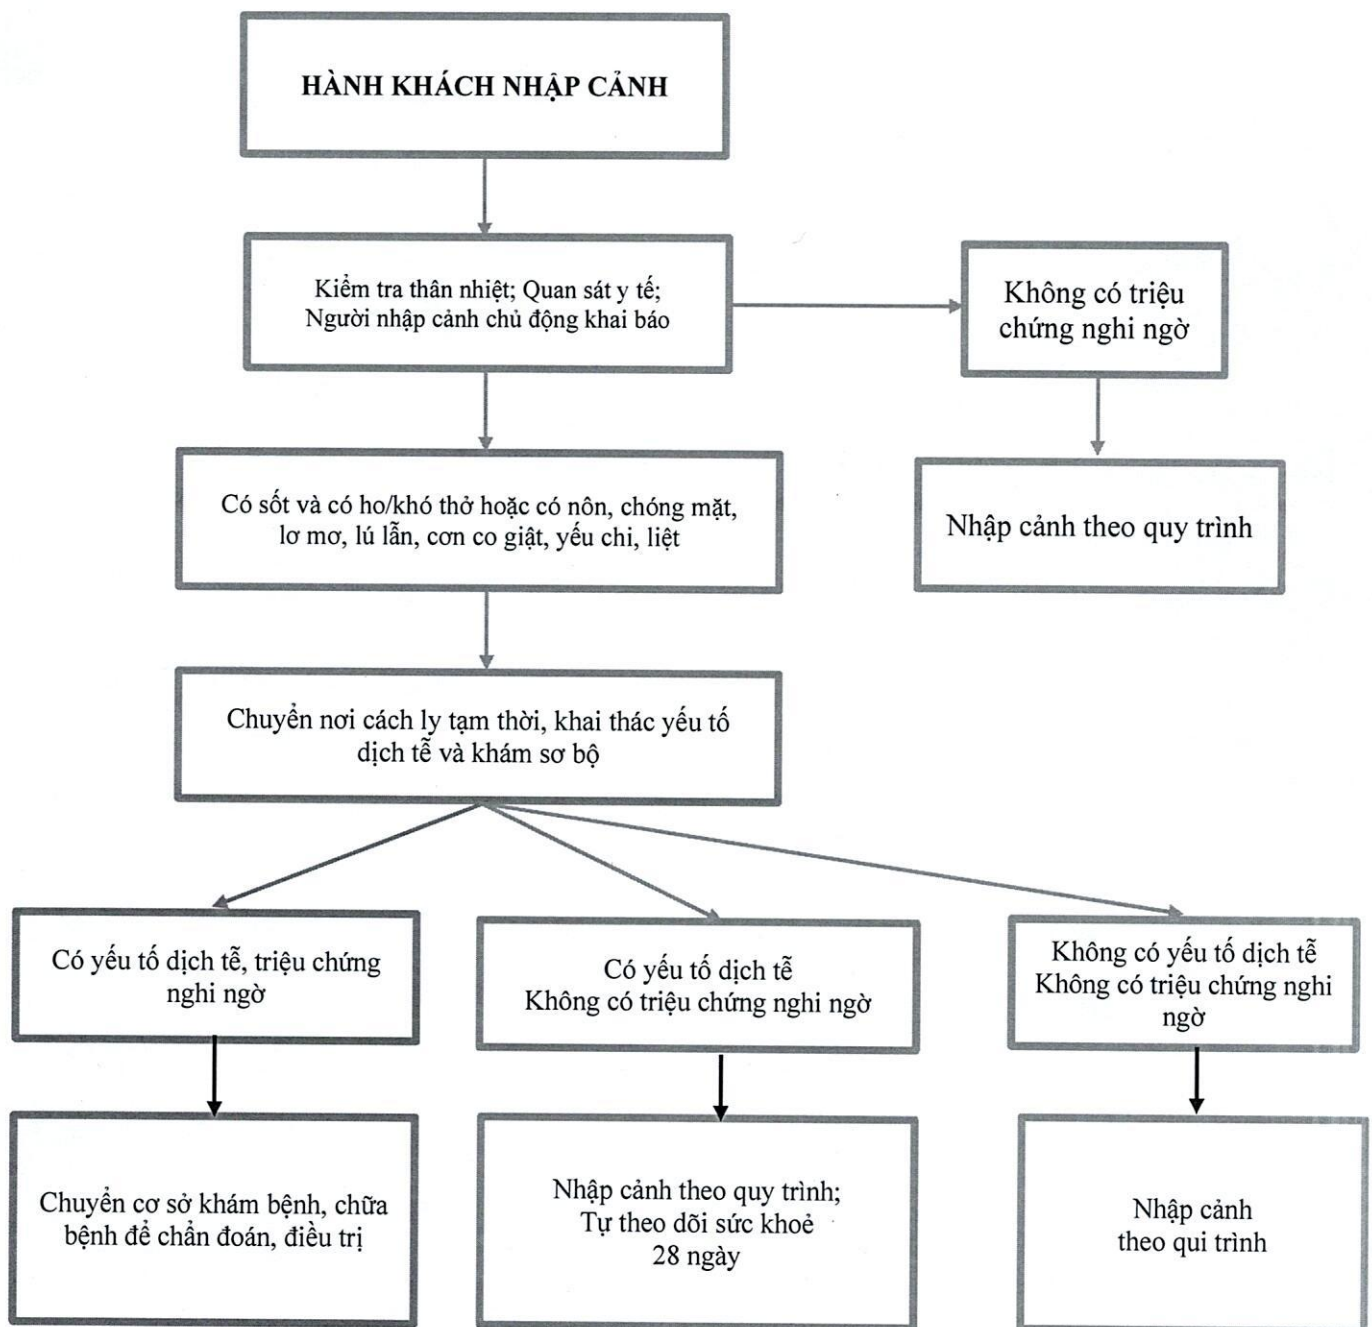 HÀNH KHÁCH NHẬP CẢNH
Kiểm tra thân nhiệt; Quan sát y tế;
Người nhập cảnh chủ động khai báo
Không có triệu
chứng nghi ngờ
Có sốt và có ho/khó thở hoặc có nôn, chóng mặt,
lơ mơ, lú lẫn, cơn co giật, yếu chi, liệt
Nhập cảnh theo quy trình
Chuyển nơi cách ly tạm thời, khai thác yếu tố
dịch tễ và khám sơ bộ
Có yếu tố dịch tễ, triệu chứng
nghi ngờ
Có yếu tố dịch tễ
Không có triệu chứng nghi ngờ
Không có yếu tố dịch tễ
Không có triệu chứng nghi
ngờ
Chuyển cơ sở khám bệnh, chữa
bệnh để chẩn đoán, điều trị
Nhập cảnh theo quy trình;
Tự theo dõi sức khoẻ
28 ngày
Nhập cảnh
theo qui trình